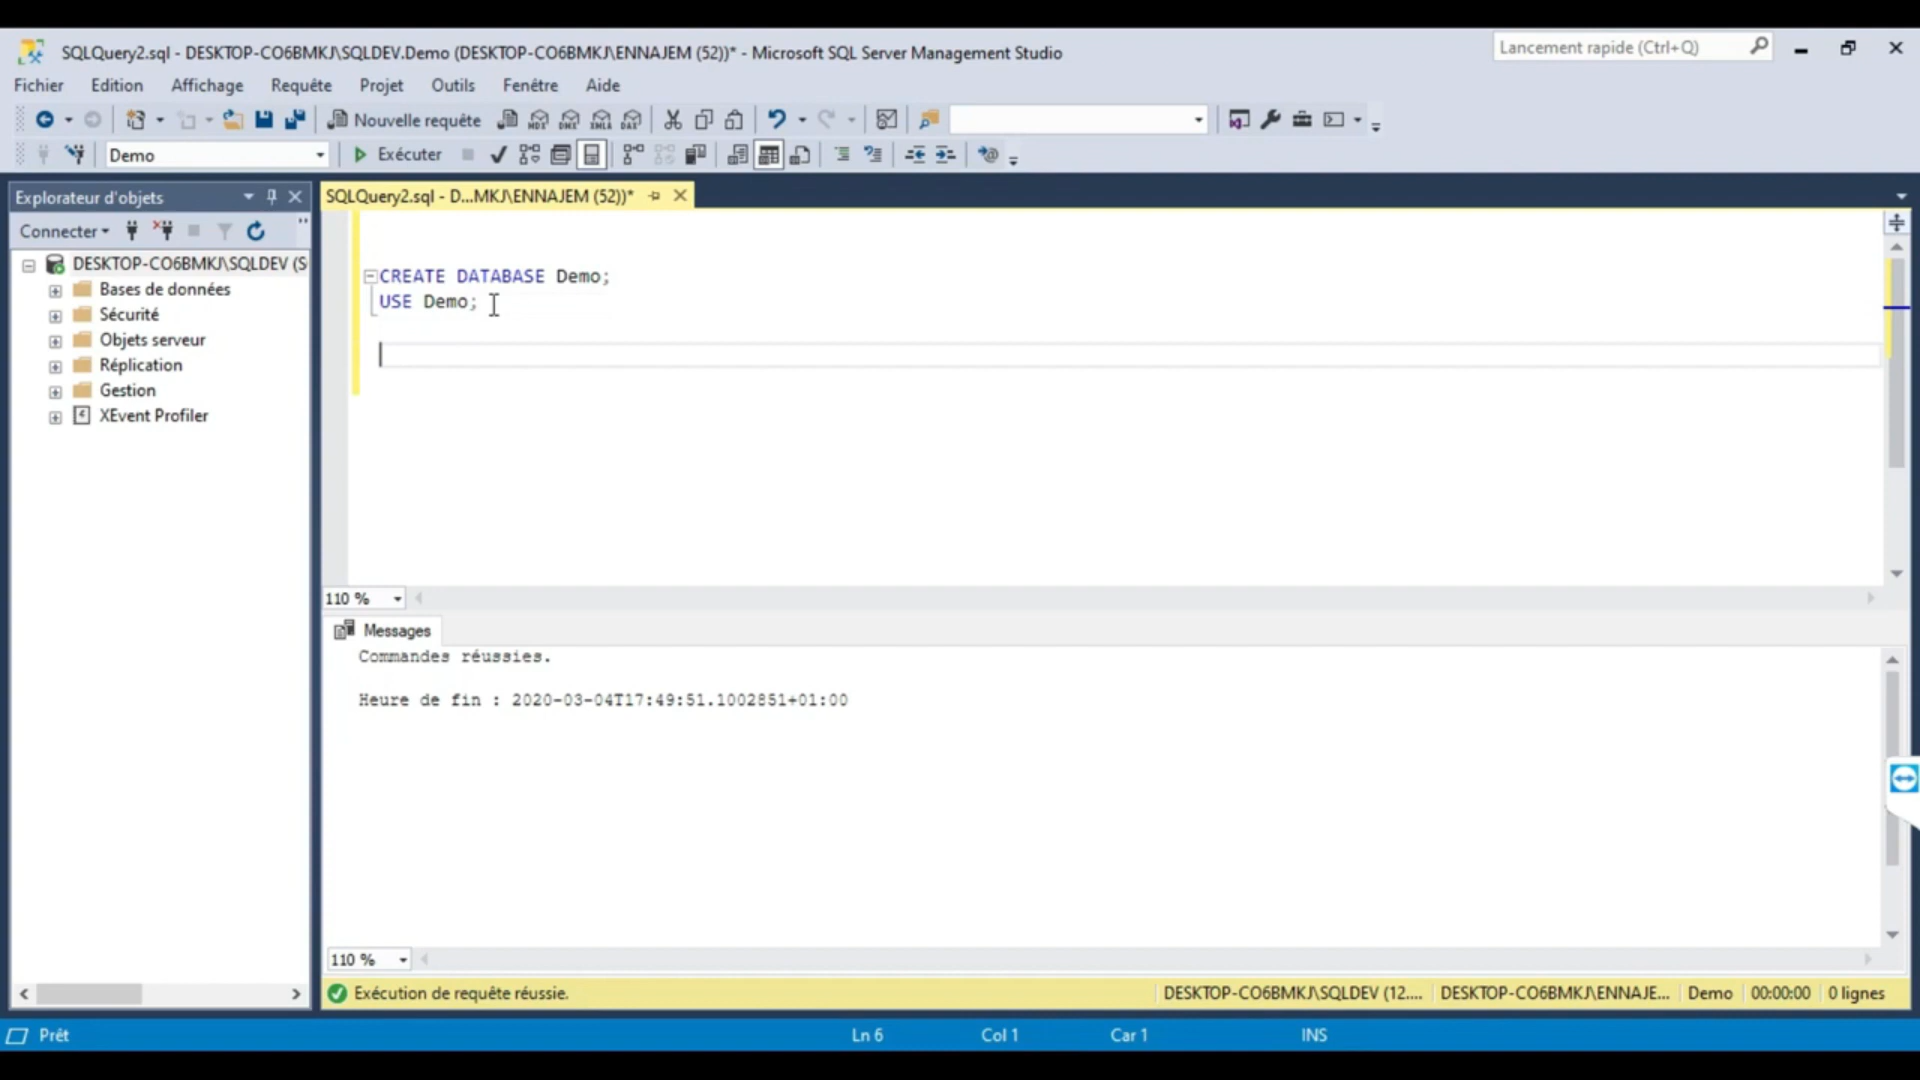 SQLQuery2.sql - DESKTOP-CO6BMKJ\SQLDEV.Demo (DESKTOP-CO6BMKJ\ENNAJEM (52))* - Microsoft SQL Server Management Studio
Lancement rapide (Ctrl+Q)
Fichier Edition Affichage Requête Projet Outils Fenêtre Aide
Nouvelle requête MDX DMX XMLA DAX
Demo Exécuter
Explorateur d'objets
SQLQuery2.sql - D...MKJ\ENNAJEM (52))*
Connecter
DESKTOP-CO6BMKJ\SQLDEV (S
Bases de données
Sécurité
Objets serveur
Réplication
Gestion
XEvent Profiler
CREATE DATABASE Demo;
USE Demo;
110 %
Messages
Commandes réussies.
Heure de fin : 2020-03-04T17:49:51.1002851+01:00
110 %
Exécution de requête réussie.
DESKTOP-CO6BMKJ\SQLDEV (12....
DESKTOP-CO6BMKJ\ENNAJE...
Demo
00:00:00
0 lignes
Prêt
Ln 6
Col 1
Car 1
INS